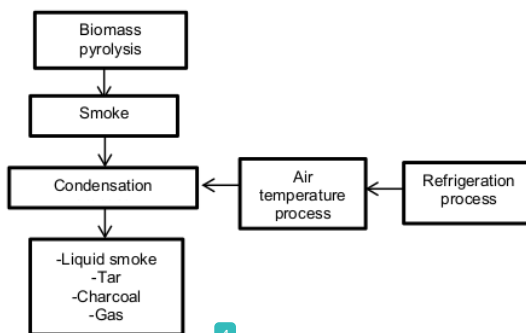 Biomass
pyrolysis
Smoke
Condensation
Air
temperature
process
Refrigeration
process
-Liquid smoke
-Tar
-Charcoal
-Gas